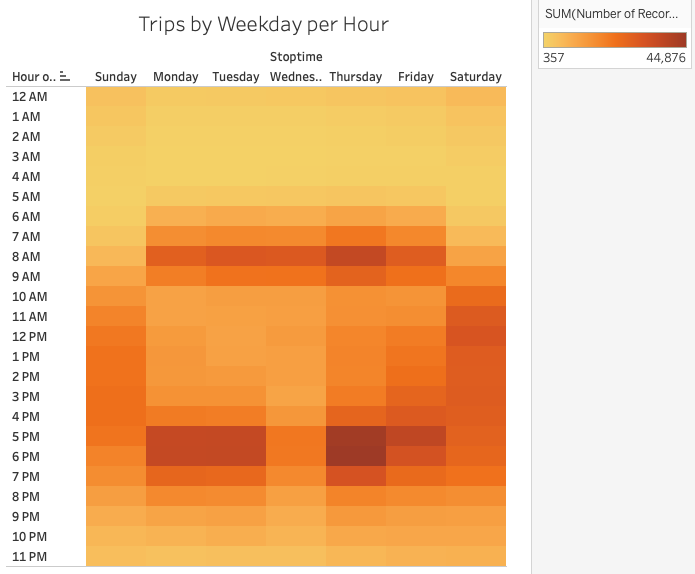 Trips by Weekday per Hour
SUM(Number of Recor...
357 44,876
Stoptime
Hour o.. Sunday Monday Tuesday Wednes.. Thursday Friday Saturday
12 AM
1 AM
2 AM
3 AM
4 AM
5 AM
6 AM
7 AM
8 AM
9 AM
10 AM
11 AM
12 PM
1 PM
2 PM
3 PM
4 PM
5 PM
6 PM
7 PM
8 PM
9 PM
10 PM
11 PM